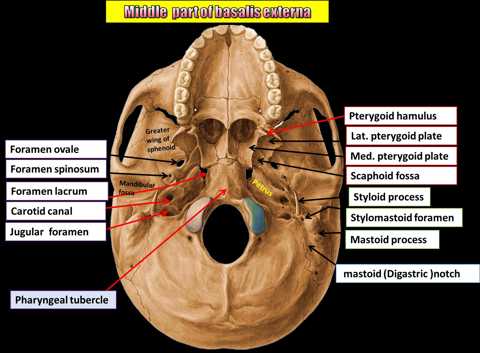 Middle part of basalis externa
Greater
wing of
sphenoid
Mandibular
fossa
Petrus
Foramen ovale
Foramen spinosum
Foramen lacrum
Carotid canal
Jugular foramen
Pharyngeal tubercle
Pterygoid hamulus
Lat. pterygoid plate
Med. pterygoid plate
Scaphoid fossa
Styloid process
Stylomastoid foramen
Mastoid process
mastoid (Digastric )notch